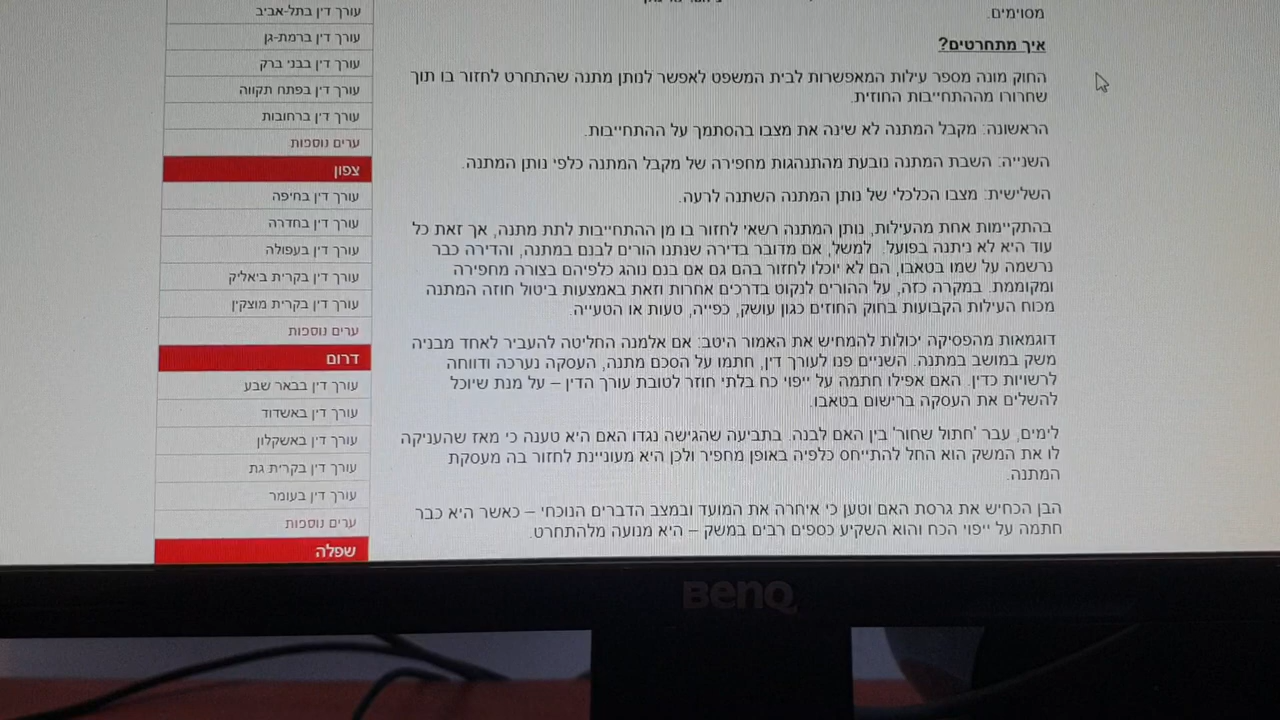 מסוימים.
איך מתחרטים?
החוק מונה מספר עילות המאפשרות לבית המשפט לאפשר לנותן מתנה שהתחרט לחזור בו תוך
שחרורו מההתחייבות החוזית.
הראשונה: מקבל המתנה לא שינה את מצבו בהסתמך על ההתחייבות.
השנייה: השבת המתנה נובעת מהתנהגות מחפירה של מקבל המתנה כלפי נותן המתנה.
השלישית: מצבו הכלכלי של נותן המתנה השתנה לרעה.
בהתקיימות אחת מהעילות, נותן המתנה רשאי לחזור בו מן ההתחייבות לתת מתנה, אך זאת כל
עוד היא לא ניתנה בפועל. למשל, אם מדובר בדירה שנתנו הורים לבנם במתנה, והדירה כבר
נרשמה על שמו בטאבו, הם לא יוכלו לחזור בהם גם אם בנם נוהג כלפיהם בצורה מחפירה
ומקוממת. במקרה כזה, על ההורים לנקוט בדרכים אחרות וזאת באמצעות ביטול חוזה המתנה
מכוח העילות הקבועות בחוק החוזים כגון עושק, כפייה, טעות או הטעייה.
דוגמאות מהפסיקה יכולות להמחיש את האמור היטב: אם אלמנה החליטה להעביר לאחד מבניה
משק במושב במתנה. השניים פנו לעורך דין, חתמו על הסכם מתנה, העסקה נערכה ודווחה
לרשויות כדין. האם אפילו חתמה על ייפוי כח בלתי חוזר לטובת עורך הדין – על מנת שיוכל
להשלים את העסקה ברישום בטאבו.
לימים, עבר 'חתול שחור' בין האם לבנה. בתביעה שהגישה נגדו האם היא טענה כי מאז שהעניקה
לו את המשק הוא החל להתייחס כלפיה באופן מחפיר ולכן היא מעוניינת לחזור בה מעסקת
המתנה.
הבן הכחיש את גרסת האם וטען כי איחרה את המועד ובמצב הדברים הנוכחי – כאשר היא כבר
חתמה על ייפוי הכח והוא השקיע כספים רבים במשק – היא מנועה מלהתחרט.
עורך דין בתל-אביב
עורך דין ברמת-גן
עורך דין בבני ברק
עורך דין בפתח תקווה
עורך דין ברחובות
ערים נוספות
צפון
עורך דין בחיפה
עורך דין בחדרה
עורך דין בעפולה
עורך דין בקרית ביאליק
עורך דין בקרית מוצקין
ערים נוספות
דרום
עורך דין בבאר שבע
עורך דין באשדוד
עורך דין באשקלון
עורך דין בקרית גת
עורך דין בעומר
ערים נוספות
שפלה
BenQ